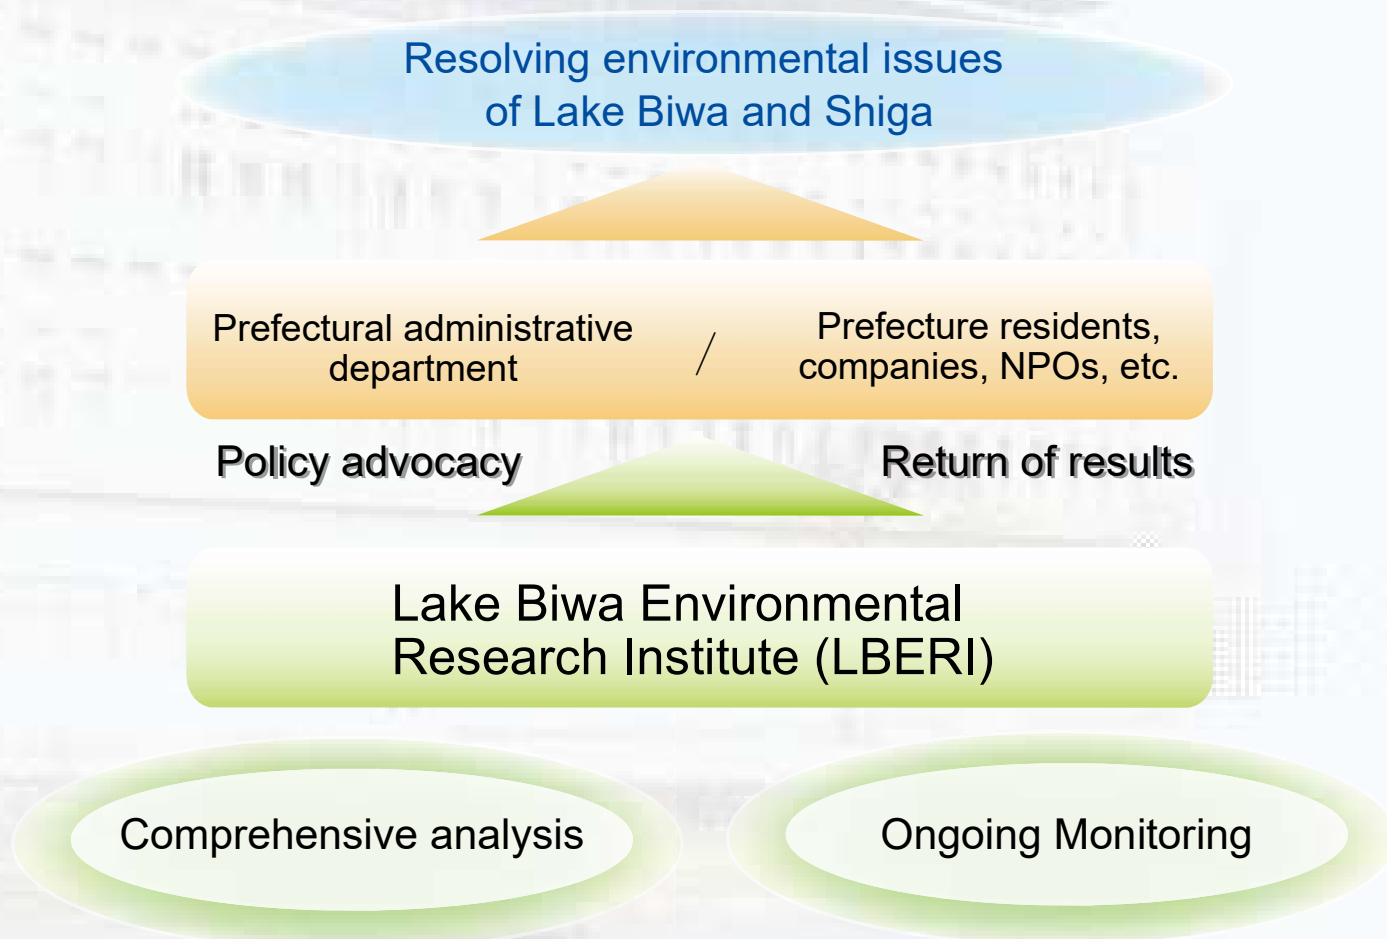 Resolving environmental issues
of Lake Biwa and Shiga
Prefectural administrative
department
/
Prefecture residents,
companies, NPOs, etc.
Policy advocacy
Return of results
Lake Biwa Environmental
Research Institute (LBERI)
Comprehensive analysis
Ongoing Monitoring